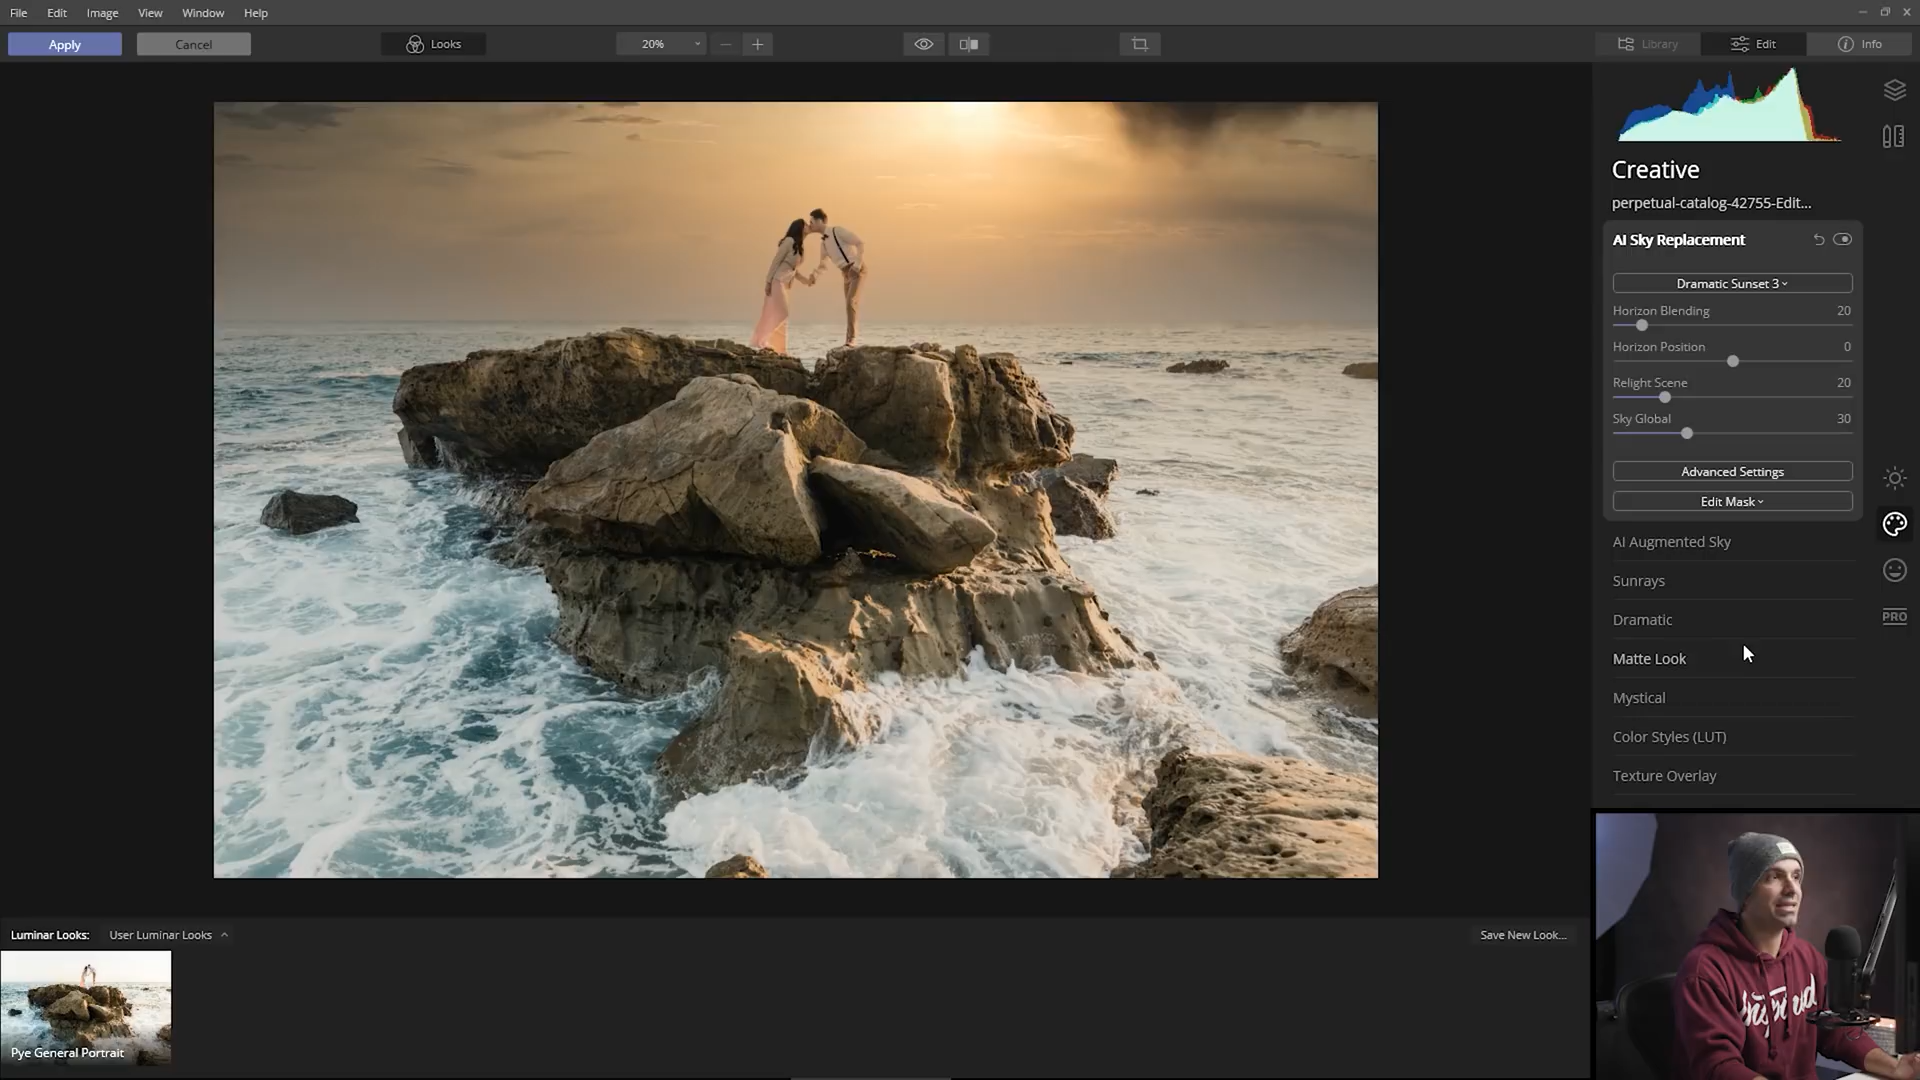 File Edit Image View Window Help
Apply Cancel Looks 20% Library Edit Info
Creative
perpetual-catalog-42755-Edit...
AI Sky Replacement
Dramatic Sunset 3
Horizon Blending 20
Horizon Position 0
Relight Scene 20
Sky Global 30
Advanced Settings
Edit Mask
AI Augmented Sky
Sunrays
PRO
Dramatic
Matte Look
Mystical
Color Styles (LUT)
Texture Overlay
Luminar Looks: User Luminar Looks Save New Look...
Pye General Portrait